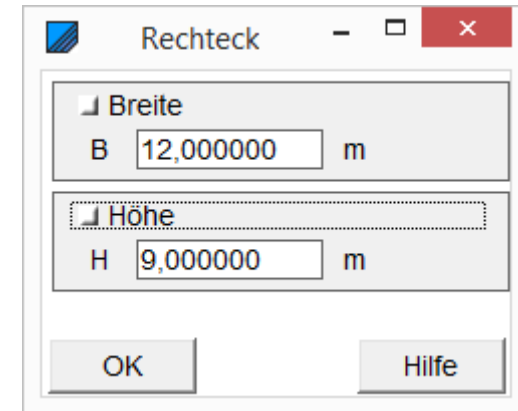 Rechteck
Breite
B 12,000000 m
Höhe
H 9,000000 m
OK Hilfe